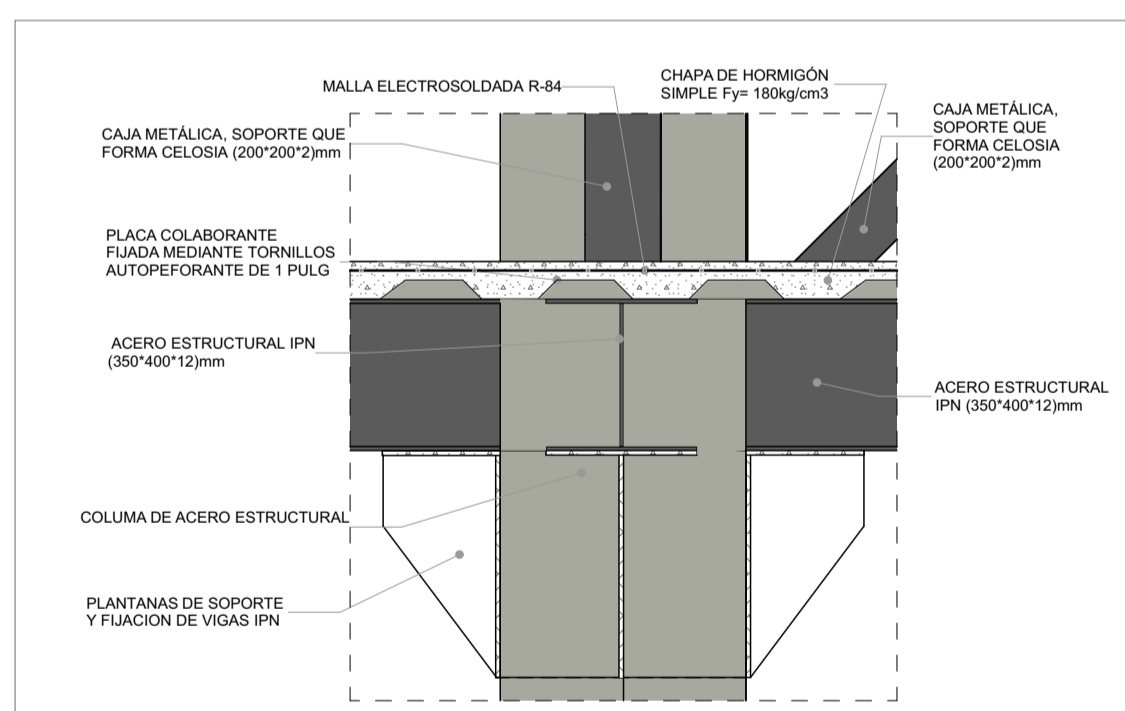 MALLA ELECTROSOLDADA R-84
CHAPA DE HORMIGÓN
SIMPLE Fy= 180kg/cm3
CAJA METÁLICA, SOPORTE QUE
FORMA CELOSIA (200*200*2)mm
CAJA METÁLICA,
SOPORTE QUE
FORMA CELOSIA
(200*200*2)mm
PLACA COLABORANTE
FIJADA MEDIANTE TORNILLOS
AUTOPEFORANTE DE 1 PULG
ACERO ESTRUCTURAL IPN
(350*400*12)mm
ACERO ESTRUCTURAL
IPN (350*400*12)mm
COLUMA DE ACERO ESTRUCTURAL
PLANTANAS DE SOPORTE
Y FIJACION DE VIGAS IPN